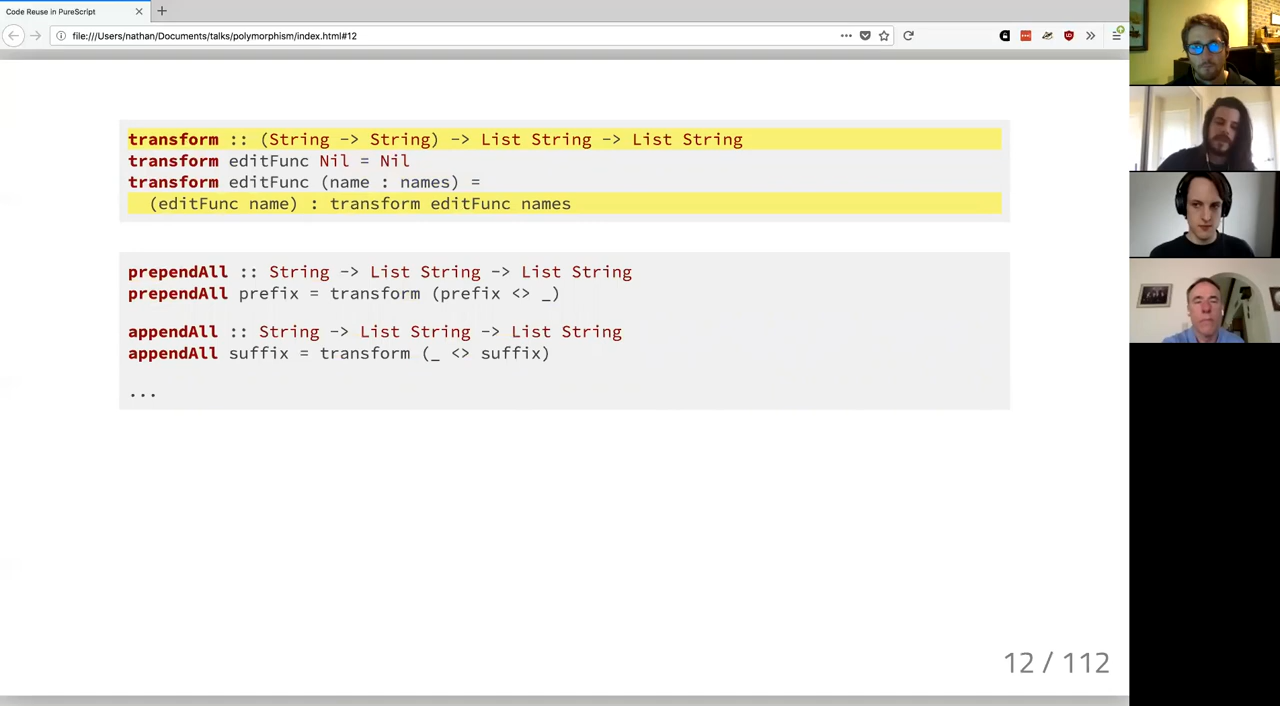 Code Reuse in PureScript
file:///Users/nathan/Documents/talks/polymorphism/index.html#12
transform :: (String -> String) -> List String -> List String
transform editFunc Nil = Nil
transform editFunc (name : names) =
(editFunc name) : transform editFunc names
prependAll :: String -> List String -> List String
prependAll prefix = transform (prefix <> _)
appendAll :: String -> List String -> List String
appendAll suffix = transform (_ <> suffix)
...
12 / 112